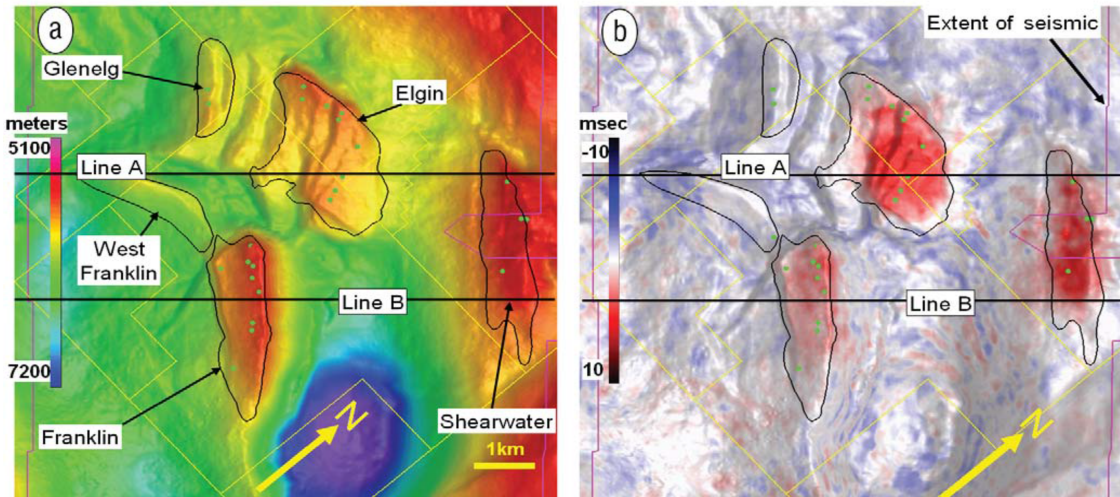 a
Glenelg
Elgin
meters
5100
Line A
West
Franklin
Line B
7200
Franklin
Shearwater
N
1km
b
Extent of
seismic
msec
-10
Line A
Line B
10
N